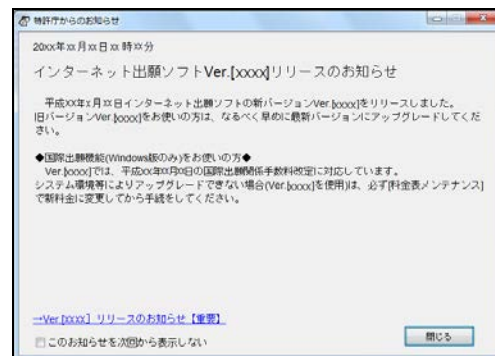 特許庁からのお知らせ
20xx年xx月xx日xx時xx分
インターネット出願ソフトVer.[xxxx]リリースのお知らせ
平成xx年x月xx日インターネット出願ソフトの新バージョンVer.[xxxx]をリリースしました。
旧バージョンVer.[xxxx]をお使いの方は、なるべく早めに最新バージョンにアップグレードしてくだ
さい。
◆国際出願機能(Windows版のみ)をお使いの方◆
Ver.[xxxx]では、平成xx年xx月xx日の国際出願関係手数料改定に対応しています。
システム環境等によりアップグレードできない場合(Ver.[xxxx]を使用)は、必ず[料金表メンテナンス]
で新料金に変更してから手続をしてください。
→Ver.[xxxx] リリースのお知らせ【重要】
このお知らせを次回から表示しない
閉じる